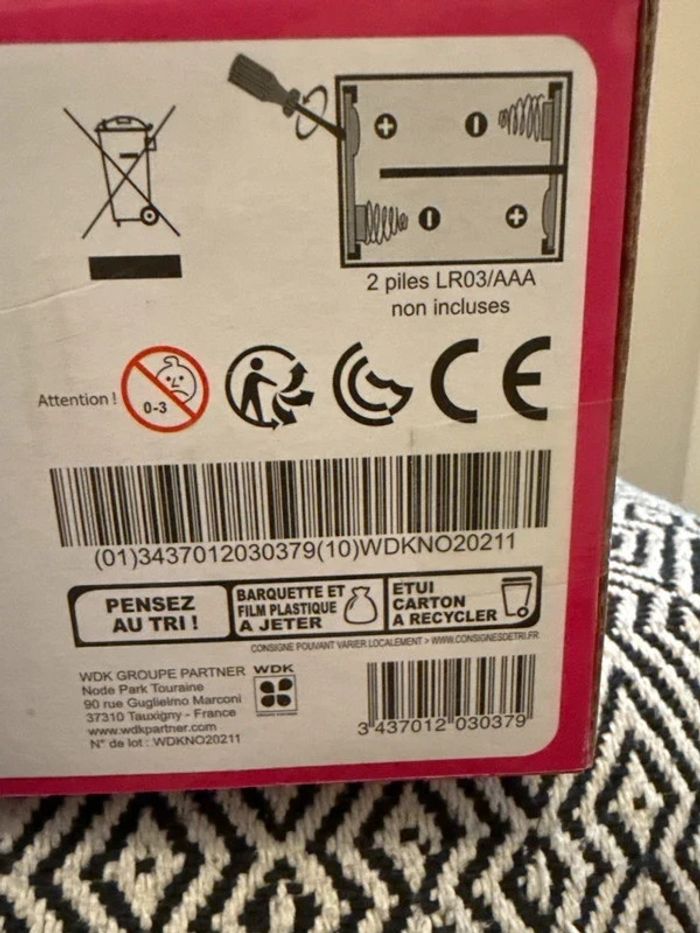 2 piles LR03/AAA
non incluses
Attention !
0-3
CE
(01)3437012030379(10)WDKNO20211
PENSEZ
AU TRI !
BARQUETTE ET
FILM PLASTIQUE
A JETER
ETUI
CARTON
A RECYCLER
CONSIGNE POUVANT VARIER LOCALEMENT > WWW.CONSIGNESDETRI.FR
WDK GROUPE PARTNER
Node Park Touraine
90 rue Guglielmo Marconi
37310 Tauxigny - France
www.wdkpartner.com
N° de lot : WDKNO20211
WDK
3 437012 030379